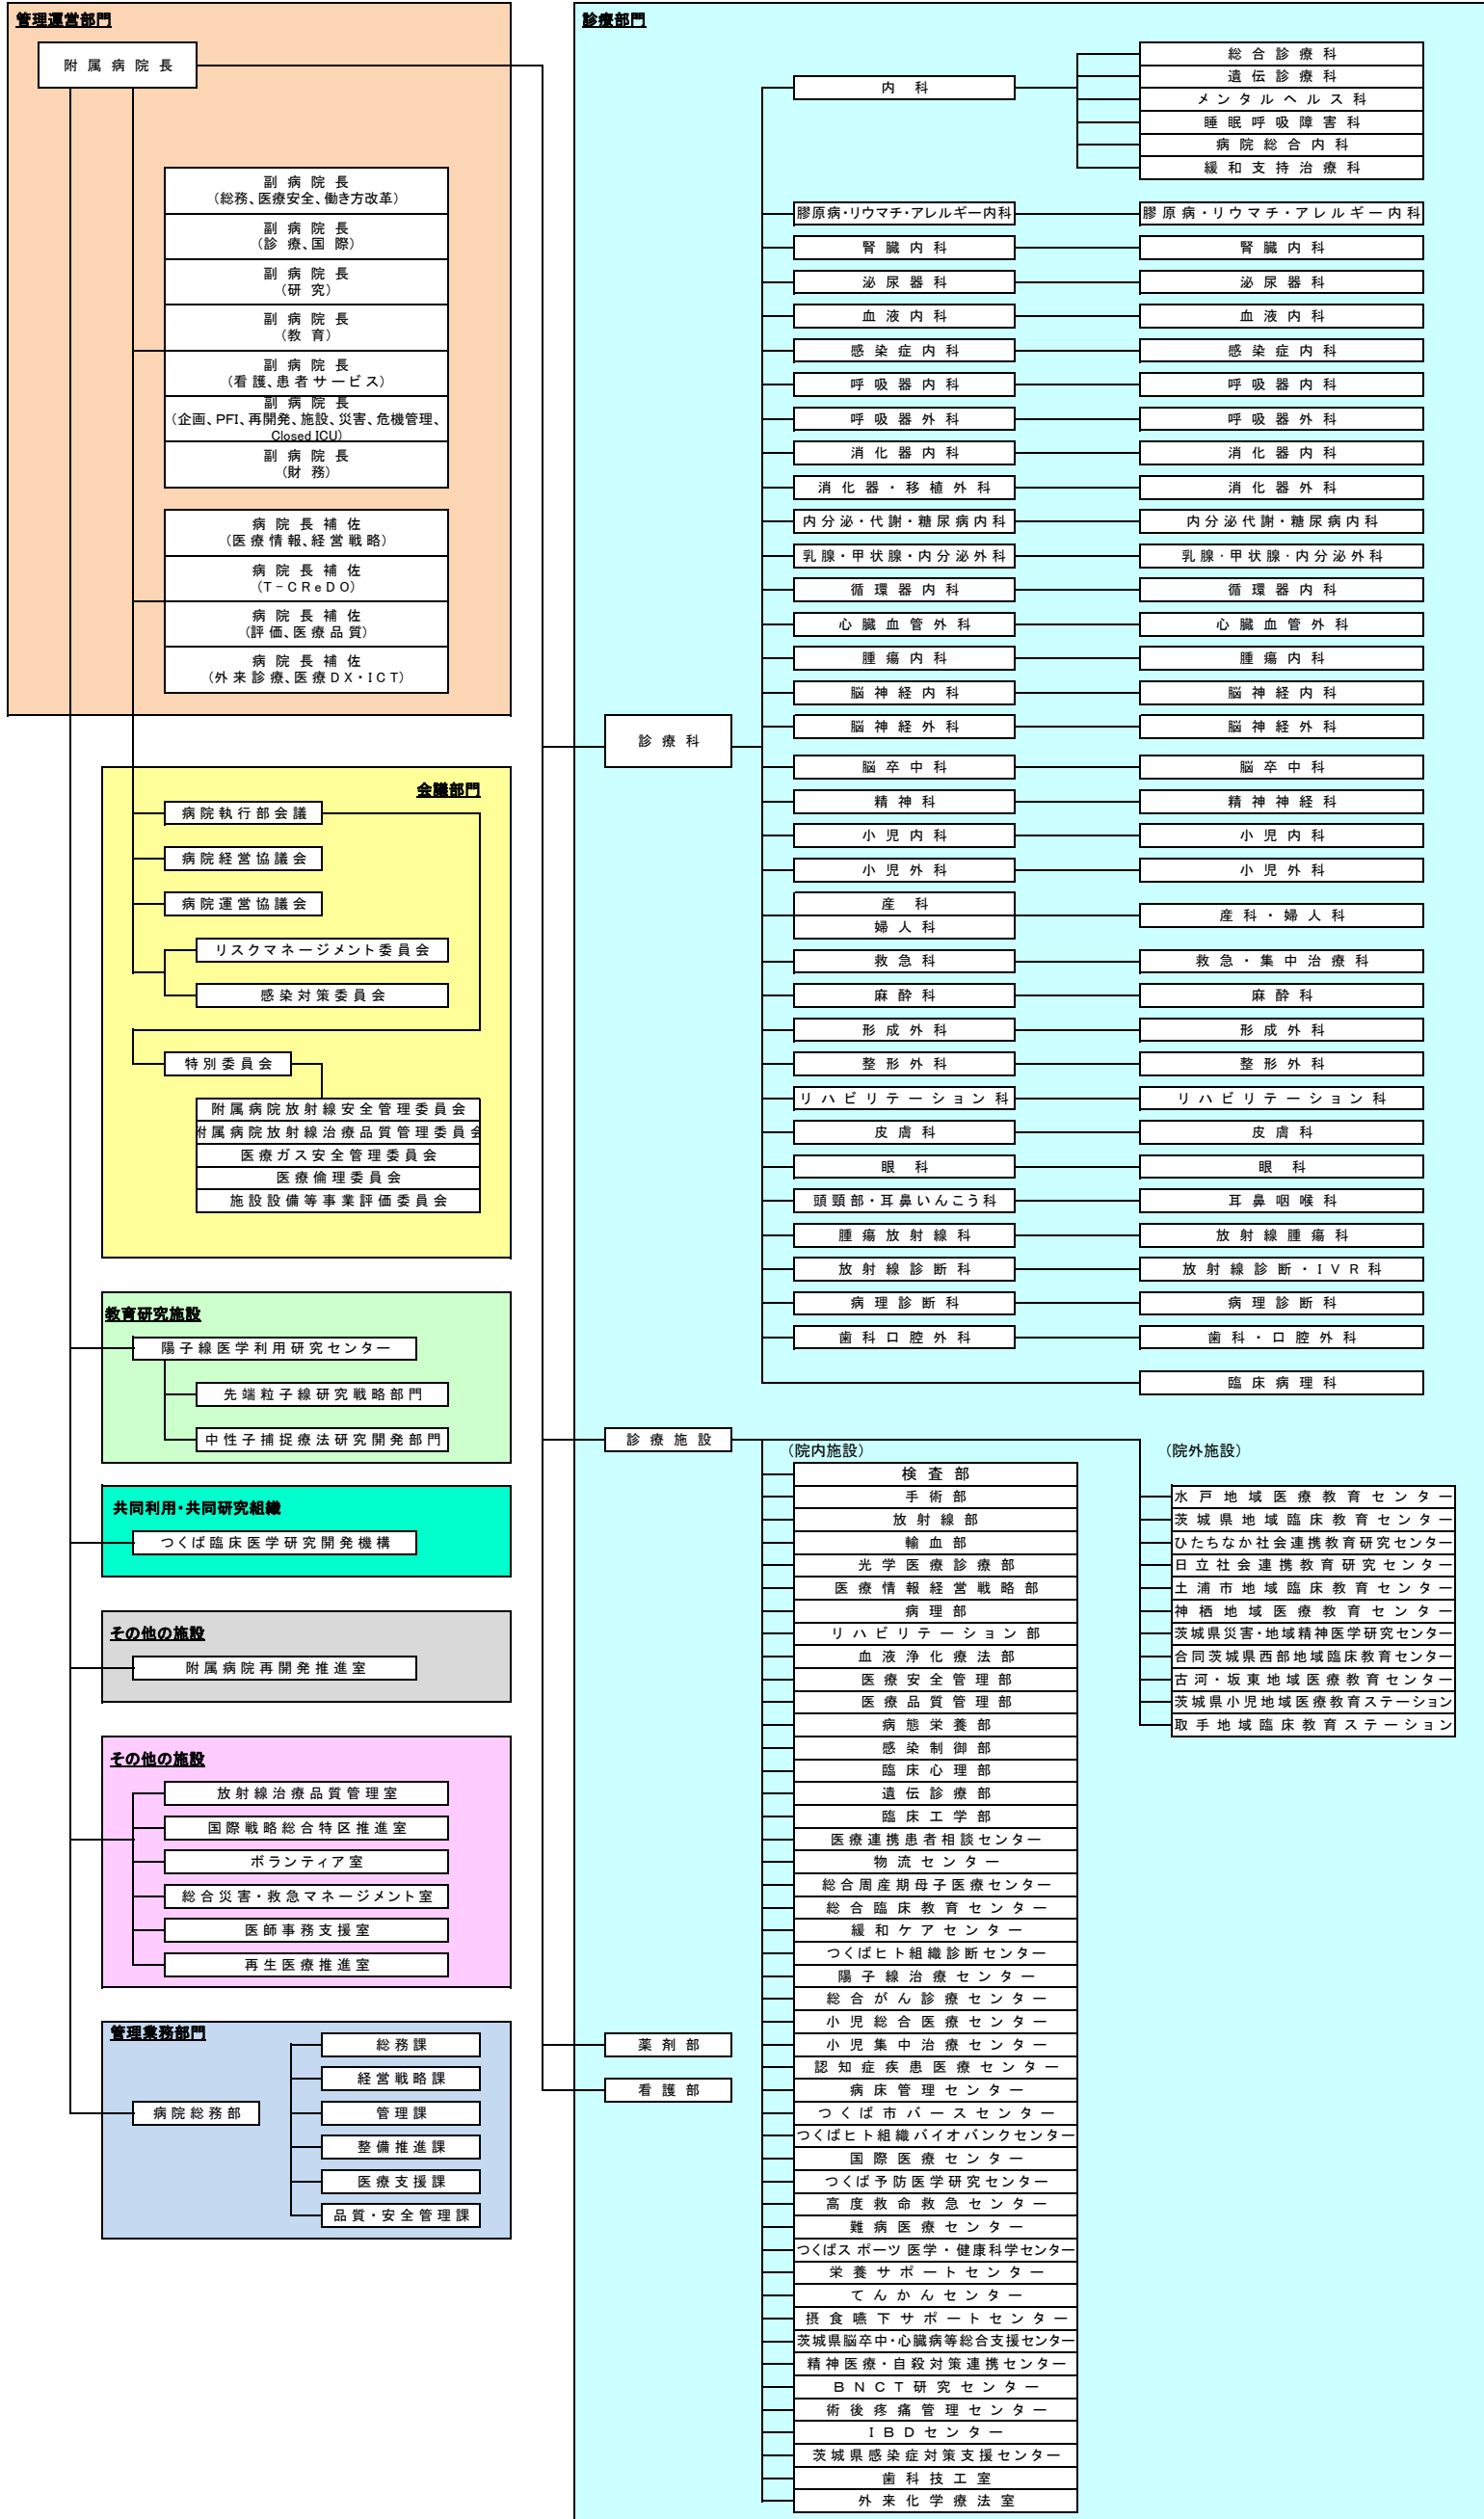 管理運営部門
附属病院長
副病院長
(総務、医療安全、働き方改革)
副病院長
(診療、国際)
副病院長
(研究)
副病院長
(教育)
副病院長
(看護、患者サービス)
副病院長
(企画、PFI、再開発、施設、災害、危機管理、
Closed ICU)
副病院長
(財務)
病院長補佐
(医療情報、経営戦略)
病院長補佐
(T-CReDO)
病院長補佐
(評価、医療品質)
病院長補佐
(外来診療、医療DX・ICT)
会議部門
病院執行部会議
病院経営協議会
病院運営協議会
リスクマネージメント委員会
感染対策委員会
特別委員会
附属病院放射線安全管理委員会
附属病院放射線治療品質管理委員会
医療ガス安全管理委員会
医療倫理委員会
施設設備等事業評価委員会
教育研究施設
陽子線医学利用研究センター
先端粒子線研究戦略部門
中性子捕捉療法研究開発部門
共同利用・共同研究組織
つくば臨床医学研究開発機構
その他の施設
附属病院再開発推進室
その他の施設
放射線治療品質管理室
国際戦略総合特区推進室
ボランティア室
総合災害・救急マネージメント室
医師事務支援室
再生医療推進室
管理業務部門
病院総務部
総務課
経営戦略課
管理課
整備推進課
医療支援課
品質・安全管理課
診療部門
診療科
内科
総合診療科
遺伝診療科
メンタルヘルス科
睡眠呼吸障害科
病院総合内科
緩和支持治療科
膠原病・リウマチ・アレルギー内科
膠原病・リウマチ・アレルギー内科
腎臓内科
腎臓内科
泌尿器科
泌尿器科
血液内科
血液内科
感染症内科
感染症内科
呼吸器内科
呼吸器内科
呼吸器外科
呼吸器外科
消化器内科
消化器内科
消化器・移植外科
消化器外科
内分泌・代謝・糖尿病内科
内分泌代謝・糖尿病内科
乳腺・甲状腺・内分泌外科
乳腺・甲状腺・内分泌外科
循環器内科
循環器内科
心臓血管外科
心臓血管外科
腫瘍内科
腫瘍内科
脳神経内科
脳神経内科
脳神経外科
脳神経外科
脳卒中科
脳卒中科
精神科
精神神経科
小児内科
小児内科
小児外科
小児外科
産科
婦人科
産科・婦人科
救急科
救急・集中治療科
麻酔科
麻酔科
形成外科
形成外科
整形外科
整形外科
リハビリテーション科
リハビリテーション科
皮膚科
皮膚科
眼科
眼科
頭頸部・耳鼻いんこう科
耳鼻咽喉科
腫瘍放射線科
放射線腫瘍科
放射線診断科
放射線診断・IVR科
病理診断科
病理診断科
歯科口腔外科
歯科・口腔外科
臨床病理科
診療施設
(院内施設)
検査部
手術部
放射線部
輸血部
光学医療診療部
医療情報経営戦略部
病理部
リハビリテーション部
血液浄化療法部
医療安全管理部
医療品質管理部
病態栄養部
感染制御部
臨床心理部
遺伝診療部
臨床工学部
医療連携患者相談センター
物流センター
総合周産期母子医療センター
総合臨床教育センター
緩和ケアセンター
つくばヒト組織診断センター
陽子線治療センター
総合がん診療センター
小児総合医療センター
小児集中治療センター
認知症疾患医療センター
病床管理センター
つくば市バースセンター
つくばヒト組織バイオバンクセンター
国際医療センター
つくば予防医学研究センター
高度救命救急センター
難病医療センター
つくばスポーツ医学・健康科学センター
栄養サポートセンター
てんかんセンター
摂食嚥下サポートセンター
茨城県脳卒中・心臓病等総合支援センター
精神医療・自殺対策連携センター
BNCT研究センター
術後疼痛管理センター
IBDセンター
茨城県感染症対策支援センター
歯科技工室
外来化学療法室
(院外施設)
水戸地域医療教育センター
茨城県地域臨床教育センター
ひたちなか社会連携教育研究センター
日立社会連携教育研究センター
土浦市地域臨床教育センター
神栖地域医療教育センター
茨城県災害・地域精神医学研究センター
合同茨城県西部地域臨床教育センター
古河・坂東地域医療教育センター
茨城県小児地域医療教育ステーション
取手地域臨床教育ステーション
薬剤部
看護部